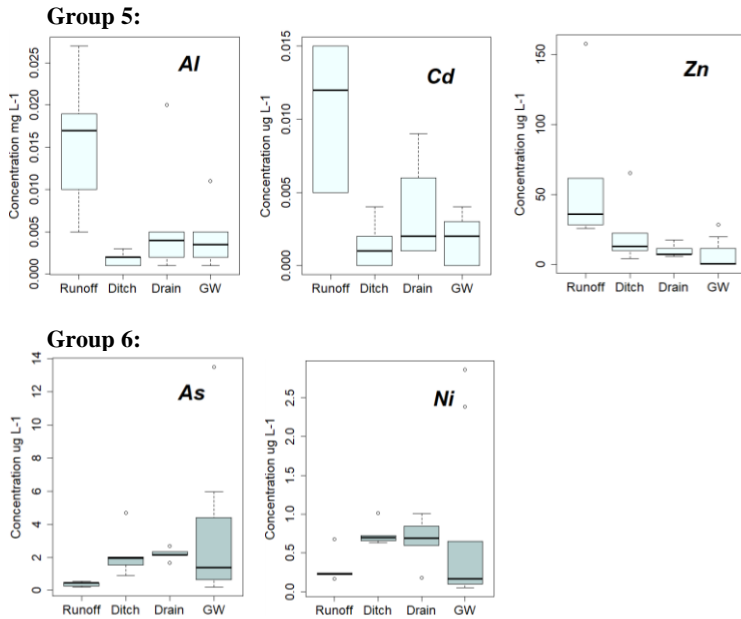 Group 5:
Al
Concentration mg L-1
0.000 0.005 0.010 0.015 0.020 0.025
Runoff Ditch Drain GW
Cd
Concentration ug L-1
0.000 0.005 0.010 0.015
Runoff Ditch Drain GW
Zn
Concentration ug L-1
0 50 100 150
Runoff Ditch Drain GW
Group 6:
As
Concentration ug L-1
0 2 4 6 8 10 12 14
Runoff Ditch Drain GW
Ni
Concentration ug L-1
0.0 0.5 1.0 1.5 2.0 2.5
Runoff Ditch Drain GW